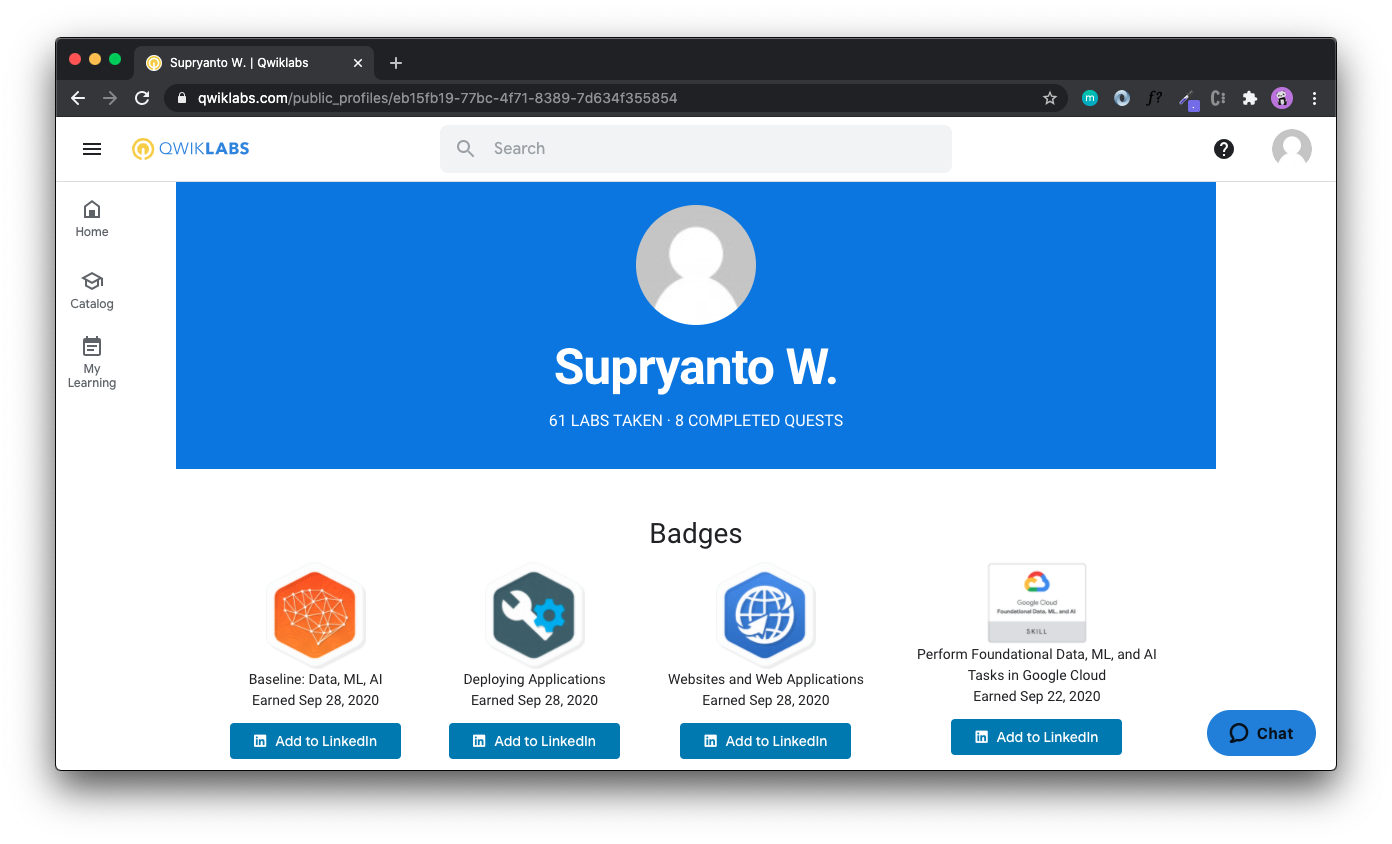 Supryanto W. | Qwiklabs
qwiklabs.com/public_profiles/eb15fb19-77bc-4f71-8389-7d634f355854
m
f?
QWIKLABS
Search
?
Home
Catalog
My
Learning
Supryanto W.
61 LABS TAKEN · 8 COMPLETED QUESTS
Badges
Google Cloud
Foundational Data, ML, and AI
SKILL
Baseline: Data, ML, AI
Earned Sep 28, 2020
Add to LinkedIn
Deploying Applications
Earned Sep 28, 2020
Add to LinkedIn
Websites and Web Applications
Earned Sep 28, 2020
Add to LinkedIn
Perform Foundational Data, ML, and AI
Tasks in Google Cloud
Earned Sep 22, 2020
Add to LinkedIn
Chat